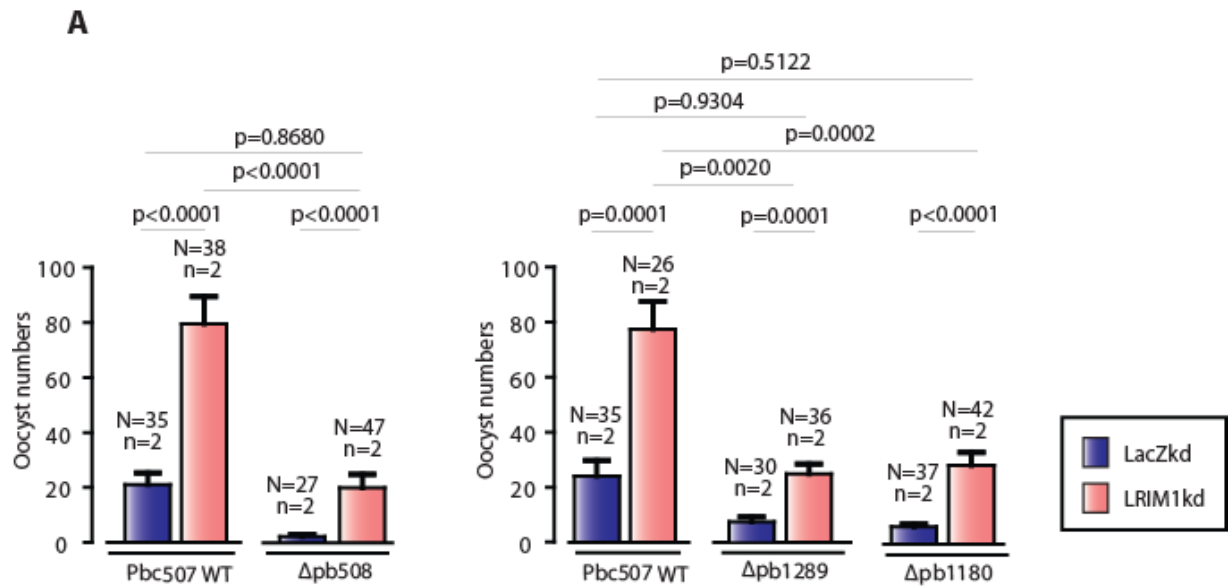 A
p=0.8680
p<0.0001
p<0.0001
p<0.0001
N=38
n=2
N=35
n=2
N=47
n=2
N=27
n=2
Oocyst numbers
100
80
60
40
20
0
Pbc507 WT
Δpb508
p=0.5122
p=0.9304
p=0.0002
p=0.0020
p=0.0001
p=0.0001
p<0.0001
N=26
n=2
N=35
n=2
N=36
n=2
N=30
n=2
N=42
n=2
N=37
n=2
Oocyst numbers
100
80
60
40
20
0
Pbc507 WT
Δpb1289
Δpb1180
LacZkd
LRIM1kd